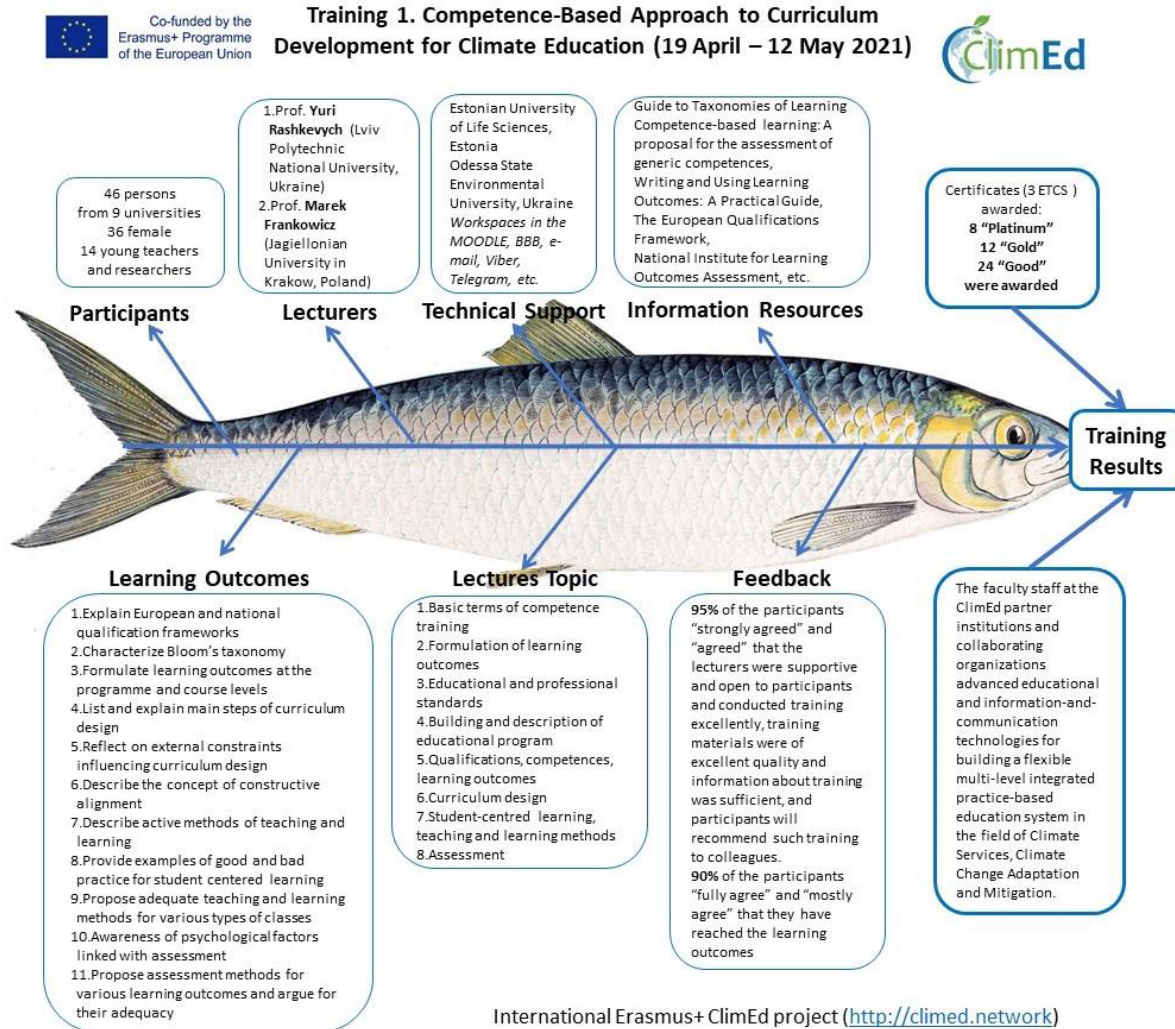 Co-funded by the
Erasmus+ Programme
of the European Union
Training 1. Competence-Based Approach to Curriculum
Development for Climate Education (19 April – 12 May 2021)
ClimEd
46 persons
from 9 universities
36 female
14 young teachers
and researchers
Participants
1.Prof. Yuri
Rashkevych (Lviv
Polytechnic
National University,
Ukraine)
2.Prof. Marek
Frankowicz
(Jagiellonian
University in
Krakow, Poland)
Lecturers
Estonian University
of Life Sciences,
Estonia
Odessa State
Environmental
University, Ukraine
Workspaces in the
MOODLE, BBB, e-
mail, Viber,
Telegram, etc.
Technical Support
Guide to Taxonomies of Learning
Competence-based learning: A
proposal for the assessment of
generic competences,
Writing and Using Learning
Outcomes: A Practical Guide,
The European Qualifications
Framework,
National Institute for Learning
Outcomes Assessment, etc.
Information Resources
Certificates (3 ETCS )
awarded:
8 “Platinum”
12 “Gold”
24 “Good”
were awarded
Training
Results
Learning Outcomes
1.Explain European and national
qualification frameworks
2.Characterize Bloom’s taxonomy
3.Formulate learning outcomes at the
programme and course levels
4.List and explain main steps of curriculum
design
5.Reflect on external constraints
influencing curriculum design
6.Describe the concept of constructive
alignment
7.Describe active methods of teaching and
learning
8.Provide examples of good and bad
practice for student centered learning
9.Propose adequate teaching and learning
methods for various types of classes
10.Awareness of psychological factors
linked with assessment
11.Propose assessment methods for
various learning outcomes and argue for
their adequacy
Lectures Topic
1.Basic terms of competence
training
2.Formulation of learning
outcomes
3.Educational and professional
standards
4.Building and description of
educational program
5.Qualifications, competences,
learning outcomes
6.Curriculum design
7.Student-centred learning,
teaching and learning methods
8.Assessment
Feedback
95% of the participants
“strongly agreed” and
“agreed” that the
lecturers were supportive
and open to participants
and conducted training
excellently, training
materials were of
excellent quality and
information about training
was sufficient, and
participants will
recommend such training
to colleagues.
90% of the participants
“fully agree” and “mostly
agree” that they have
reached the learning
outcomes
The faculty staff at the
ClimEd partner
institutions and
collaborating
organizations
advanced educational
and information-and-
communication
technologies for
building a flexible
multi-level integrated
practice-based
education system in
the field of Climate
Services, Climate
Change Adaptation
and Mitigation.
International Erasmus+ ClimEd project (http://climed.network)